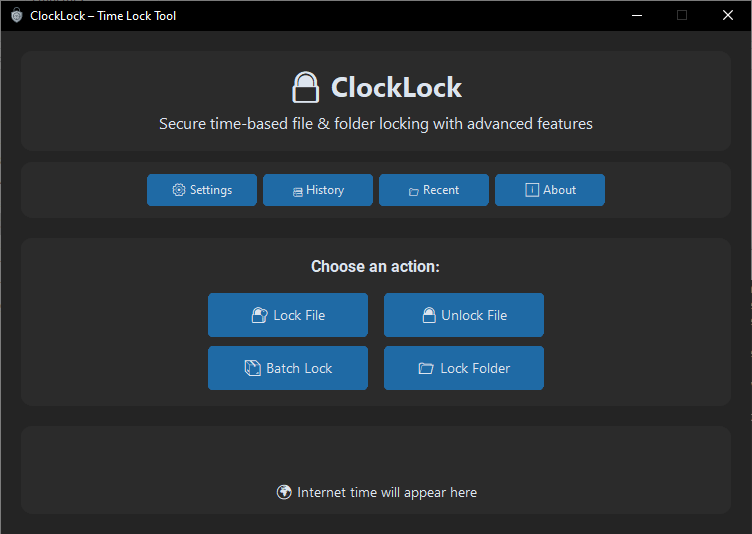 ClockLock – Time Lock Tool
ClockLock
Secure time-based file & folder locking with advanced features
Settings History Recent About
Choose an action:
Lock File Unlock File
Batch Lock Lock Folder
Internet time will appear here